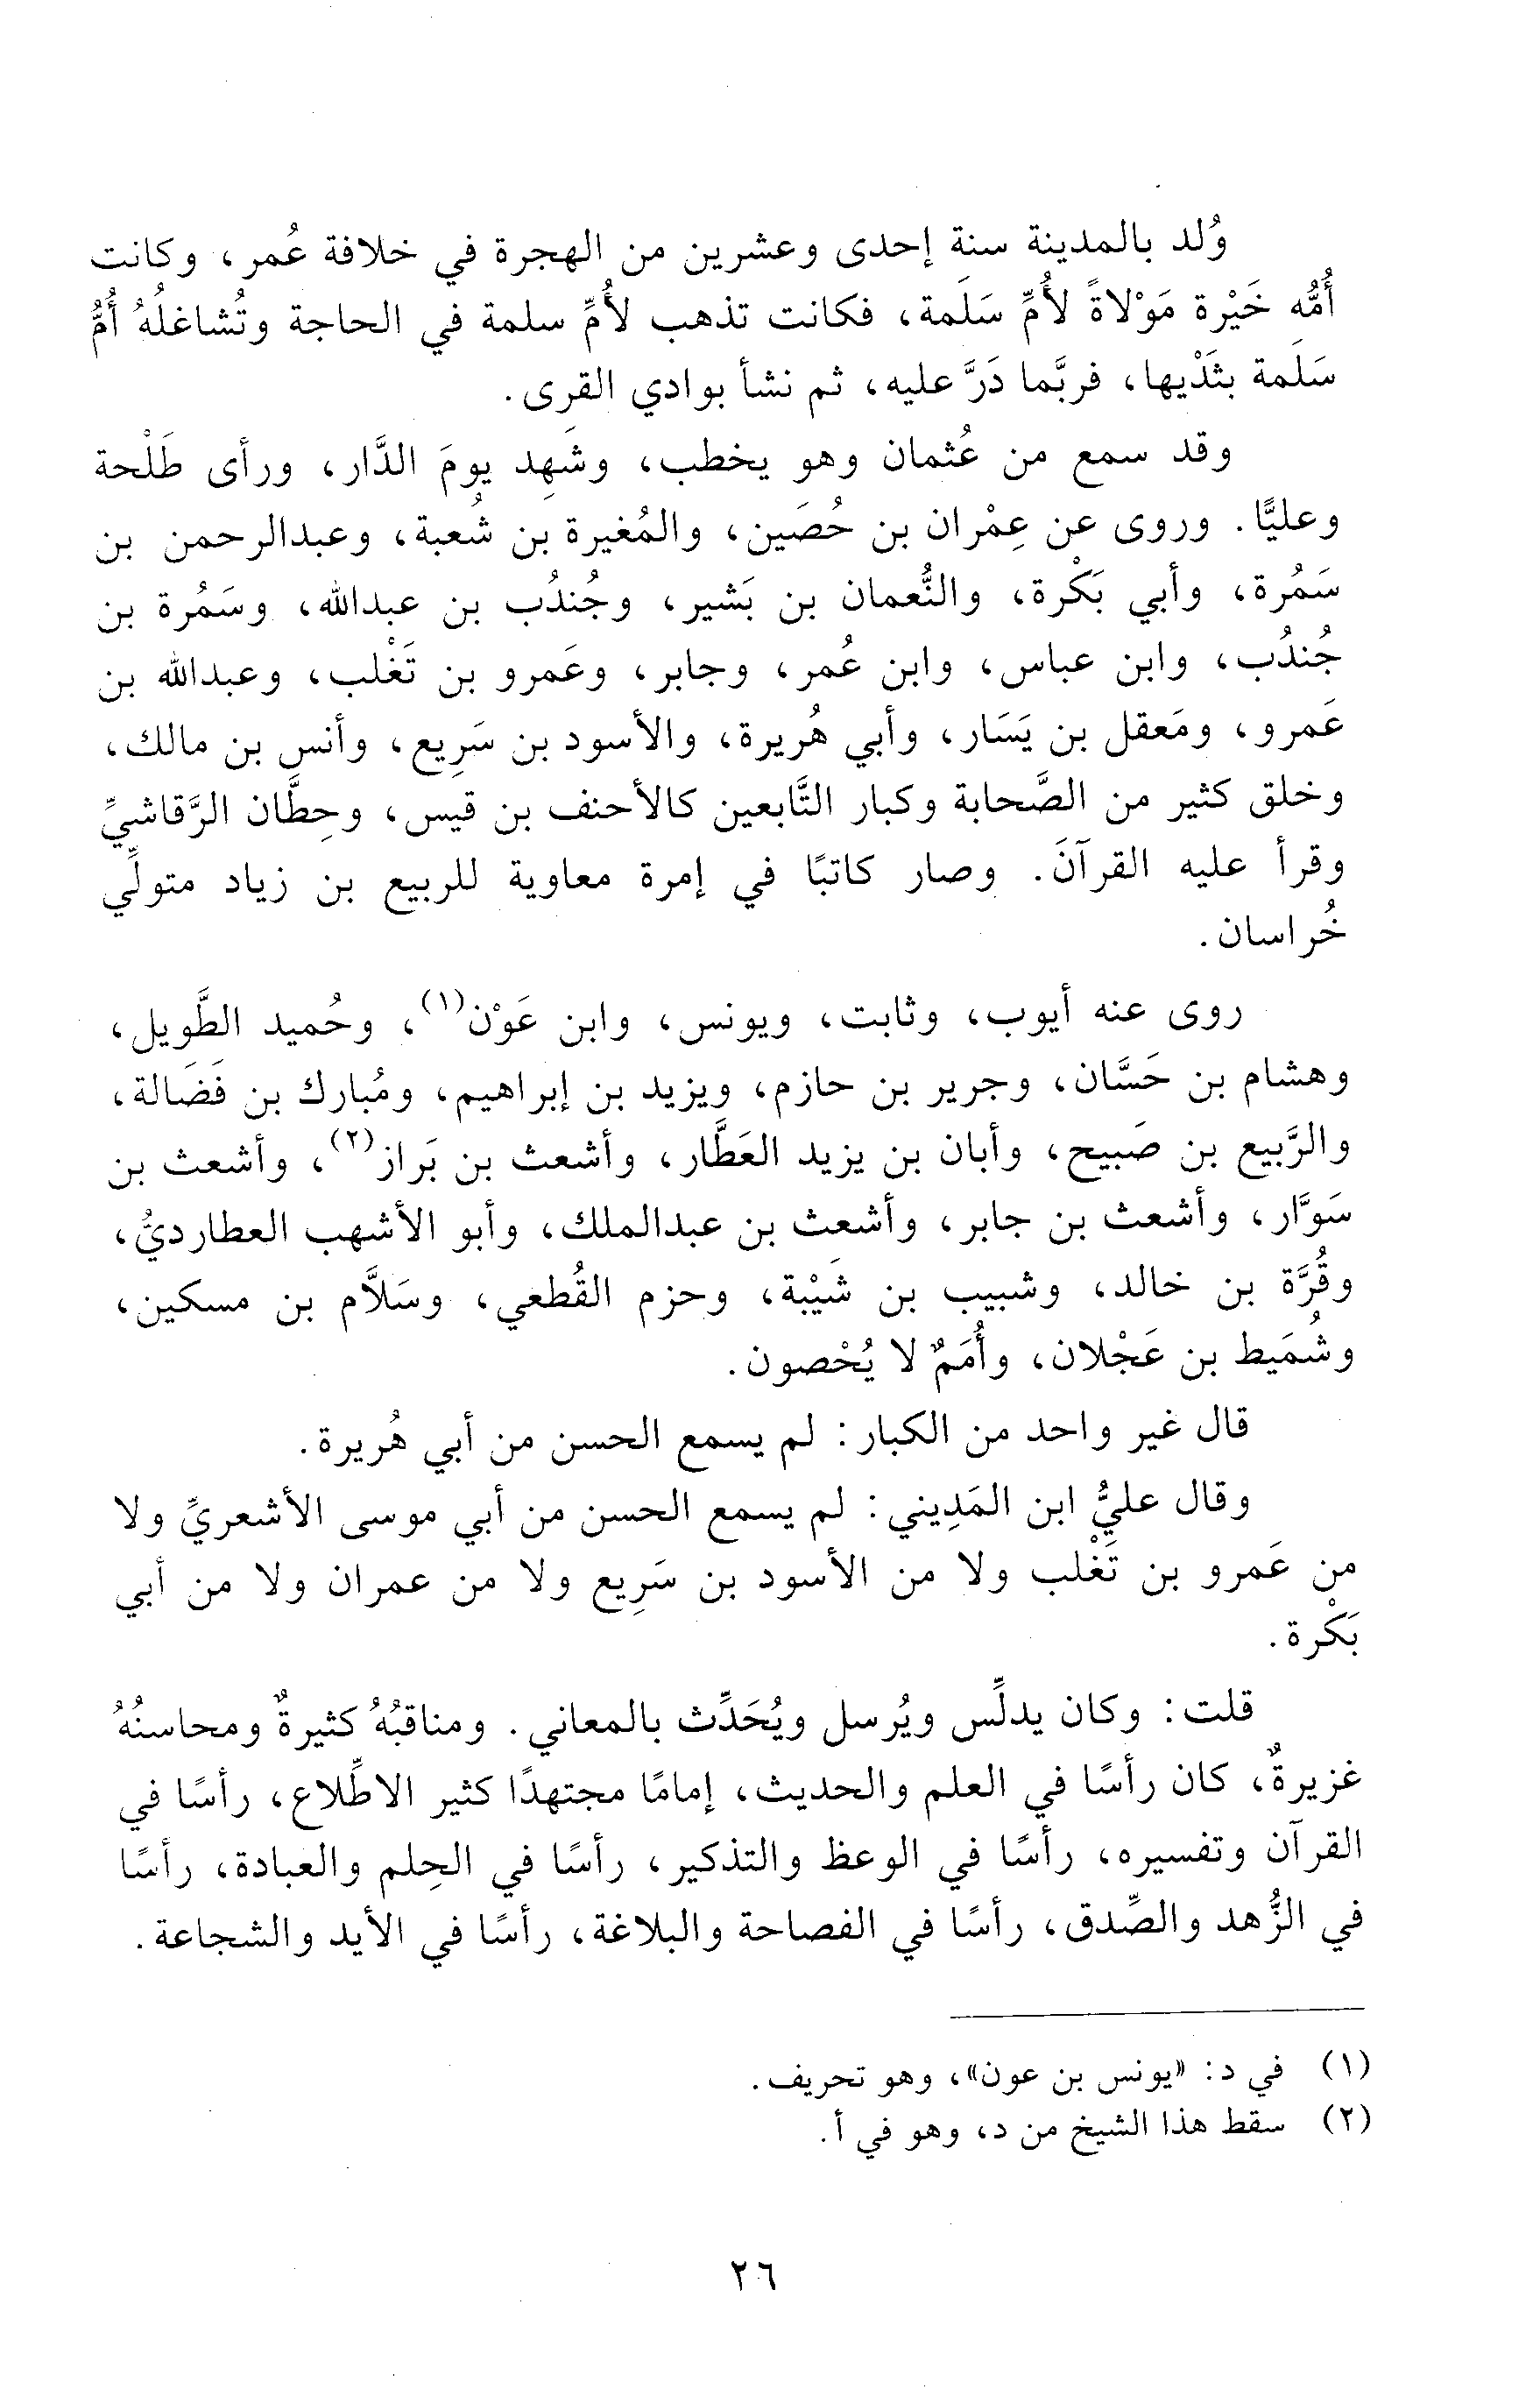 وُلد بالمدينة سنة إحدى وعشرين من الهجرة في خلافة عُمر، وكانت
أُمُّه خَيْرة مَوْلاةً لأُمِّ سَلَمة، فكانت تذهب لأُمِّ سلمة في الحاجة وتُشاغلُهُ أُمُّ
سَلَمة بثَدْيها، فربَّما دَرَّ عليه، ثم نشأ بوادي القرى.
وقد سمع من عُثمان وهو يخطب، وشَهِد يومَ الدَّار، ورأى طَلْحة
وعليًّا. وروى عن عِمْران بن حُصَين، والمُغيرة بن شُعبة، وعبدالرحمن بن
سَمُرة، وأبي بَكْرة، والنُّعمان بن بَشير، وجُندُب بن عبدالله، وسَمُرة بن
جُندُب، وابن عباس، وابن عُمر، وجابر، وعَمرو بن تَغْلب، وعبدالله بن
عَمرو، ومَعقل بن يَسَار، وأبي هُريرة، والأسود بن سَرِيع، وأنس بن مالك،
وخلق كثير من الصَّحابة وكبار التَّابعين كالأحنف بن قيس، وحِطَّان الرَّقاشيِّ
وقرأ عليه القرآنَ. وصار كاتبًا في إمرة معاوية للربيع بن زياد متولِّي
خُراسان.
روى عنه أيوب، وثابت، ويونس، وابن عَوْن(١)، وحُميد الطَّويل،
وهشام بن حَسَّان، وجرير بن حازم، ويزيد بن إبراهيم، ومُبارك بن فَضَالة،
والرَّبيع بن صَبيح، وأبان بن يزيد العَطَّار، وأشعث بن بَراز(٢)، وأشعث بن
سَوَّار، وأشعث بن جابر، وأشعث بن عبدالملك، وأبو الأشهب العطارديُّ،
وقُرَّة بن خالد، وشبيب بن شَيْبة، وحزم القُطعي، وسَلاَّم بن مسكين،
وشُمَيط بن عَجْلان، وأُمَمٌ لا يُحْصون.
قال غير واحد من الكبار: لم يسمع الحسن من أبي هُريرة.
وقال عليُّ ابن المَدِيني: لم يسمع الحسن من أبي موسى الأشعريِّ ولا
من عَمرو بن تَغْلب ولا من الأسود بن سَرِيع ولا من عمران ولا من أبي
بَكْرة.
قلت: وكان يدلِّس ويُرسل ويُحَدِّث بالمعاني. ومناقبُهُ كثيرةٌ ومحاسنُهُ
غزيرةٌ، كان رأسًا في العلم والحديث، إمامًا مجتهدًا كثير الاطِّلاع، رأسًا في
القرآن وتفسيره، رأسًا في الوعظ والتذكير، رأسًا في الحِلم والعبادة، رأسًا
في الزُّهد والصِّدق، رأسًا في الفصاحة والبلاغة، رأسًا في الأيد والشجاعة.
(١) في د: «يونس بن عون»، وهو تحريف.
(٢) سقط هذا الشيخ من د، وهو في أ.
٢٦